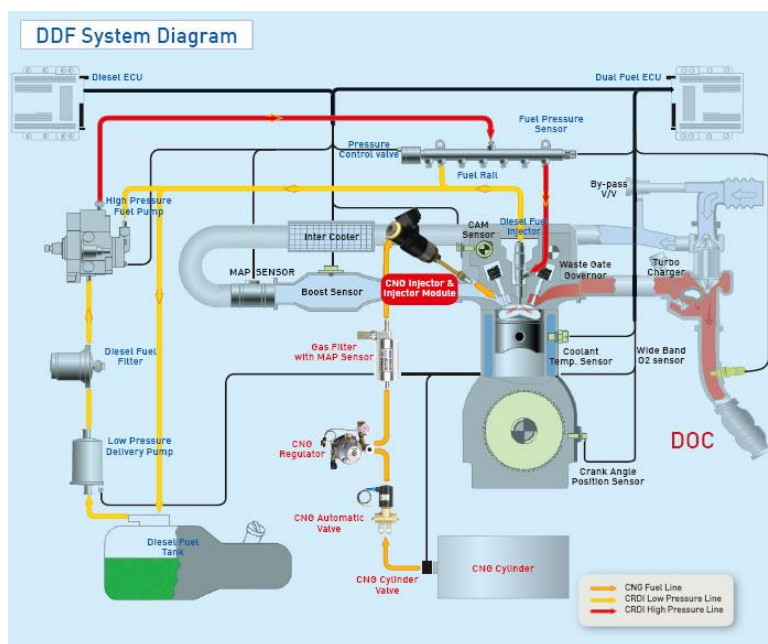 DDF System Diagram
Diesel ECU
Dual Fuel ECU
Fuel Pressure
Sensor
Pressure
Control valve
Fuel Rail
By-pass
V/V
High Pressure
Fuel Pump
CAM
Sensor
Diesel Fuel
Injector
Inter Cooler
Waste Gate
Governor
Turbo
Charger
MAP SENSOR
Boost Sensor
CNG Injector &
Injector Module
Gas Filter
with MAP Sensor
Diesel Fuel
Filter
Coolant
Temp. Sensor
Wide Band
O2 sensor
Low Pressure
Delivery Pump
CNG
Regulator
DOC
Crank Angle
Position Sensor
CNG Automatic
Valve
Diesel Fuel
Tank
CNG Cylinder
Valve
CNG Cylinder
CNG Fuel Line
CRDI Low Pressure Line
CRDI High Pressure Line